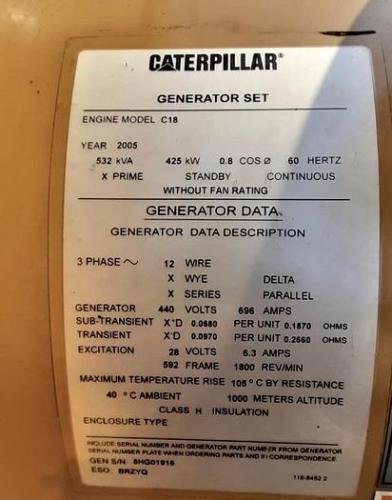 CATERPILLAR®
GENERATOR SET
ENGINE MODEL C18
YEAR 2005
532 kVA 425 kW 0.8 COS Ø 60 HERTZ
X PRIME STANDBY CONTINUOUS
WITHOUT FAN RATING
GENERATOR DATA
GENERATOR DATA DESCRIPTION
3 PHASE ~ 12 WIRE
X WYE DELTA
X SERIES PARALLEL
GENERATOR 440 VOLTS 696 AMPS
SUB-TRANSIENT X"D 0.0680 PER UNIT 0.1870 OHMS
TRANSIENT X'D 0.0970 PER UNIT 0.2660 OHMS
EXCITATION 28 VOLTS 6.3 AMPS
592 FRAME 1800 REV/MIN
MAXIMUM TEMPERATURE RISE 105 °C BY RESISTANCE
40 °C AMBIENT 1000 METERS ALTITUDE
CLASS H INSULATION
ENCLOSURE TYPE
INCLUDE SERIAL NUMBER AND GENERATOR PART NUMBER FROM GENERATOR
SERIAL NUMBER PLATE WHEN ORDERING PARTS AND IN CORRESPONDENCE.
GEN S/N 6HG01916
ESO BRZYQ